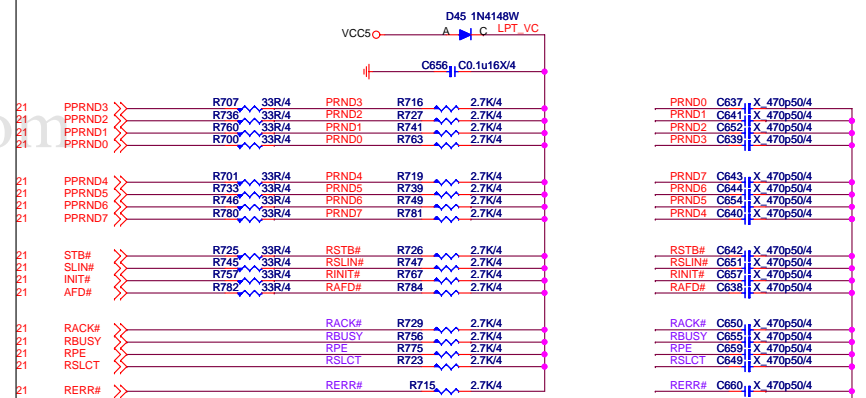 D45 1N4148W
VCC5 A C LPT_VC
C656 C0.1u16X/4
21 PPRND3 R707 33R/4 PRND3 R716 2.7K/4 PRND0 C637 X_470p50/4
21 PPRND2 R736 33R/4 PRND2 R727 2.7K/4 PRND1 C641 X_470p50/4
21 PPRND1 R760 33R/4 PRND1 R741 2.7K/4 PRND2 C652 X_470p50/4
21 PPRND0 R700 33R/4 PRND0 R763 2.7K/4 PRND3 C639 X_470p50/4
om
21 PPRND4 R701 33R/4 PRND4 R719 2.7K/4 PRND7 C643 X_470p50/4
21 PPRND5 R733 33R/4 PRND5 R739 2.7K/4 PRND6 C644 X_470p50/4
21 PPRND6 R746 33R/4 PRND6 R749 2.7K/4 PRND5 C654 X_470p50/4
21 PPRND7 R780 33R/4 PRND7 R781 2.7K/4 PRND4 C640 X_470p50/4
21 STB# R725 33R/4 RSTB# R726 2.7K/4 RSTB# C642 X_470p50/4
21 SLIN# R745 33R/4 RSLIN# R747 2.7K/4 RSLIN# C651 X_470p50/4
21 INIT# R757 33R/4 RINIT# R767 2.7K/4 RINIT# C657 X_470p50/4
21 AFD# R782 33R/4 RAFD# R784 2.7K/4 RAFD# C638 X_470p50/4
21 RACK# RACK# R729 2.7K/4 RACK# C650 X_470p50/4
21 RBUSY RBUSY R756 2.7K/4 RBUSY C655 X_470p50/4
21 RPE RPE R775 2.7K/4 RPE C659 X_470p50/4
21 RSLCT RSLCT R723 2.7K/4 RSLCT C649 X_470p50/4
21 RERR# RERR# R715 2.7K/4 RERR# C660 X_470p50/4